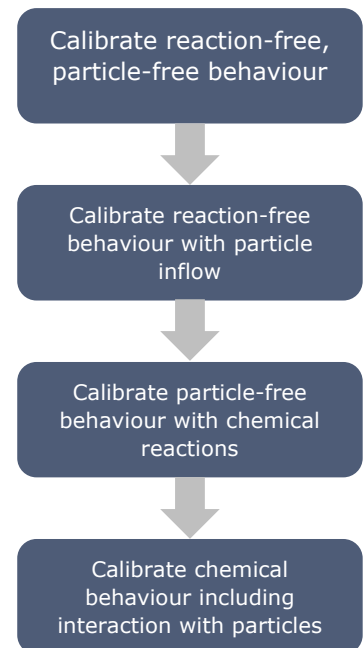 Calibrate reaction-free,
particle-free behaviour
Calibrate reaction-free
behaviour with particle
inflow
Calibrate particle-free
behaviour with chemical
reactions
Calibrate chemical
behaviour including
interaction with particles